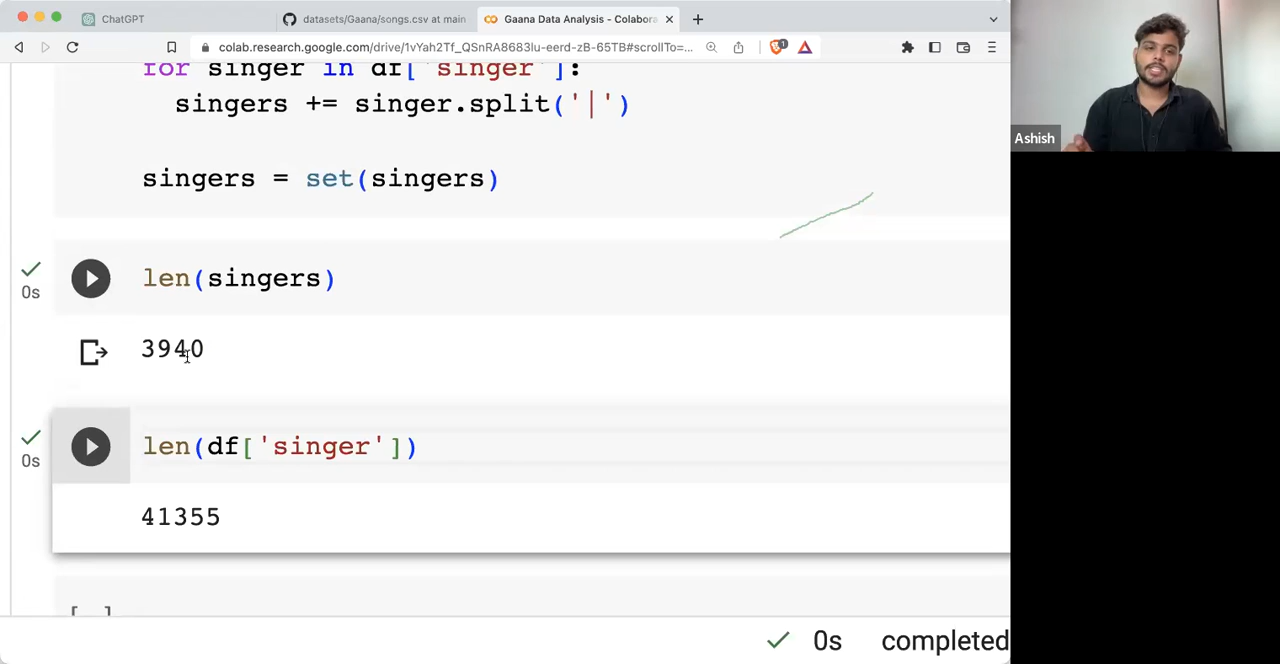 ChatGPT
datasets/Gaana/songs.csv at main
Gaana Data Analysis - Colabora
colab.research.google.com/drive/1vYah2Tf_QSnRA8683lu-eerd-zB-65TB#scrollTo=...
1
for singer in df['singer']:
singers += singer.split('|')
singers = set(singers)
len(singers)
0s
3940
len(df['singer'])
0s
41355
[ ]
0s completed
Ashish